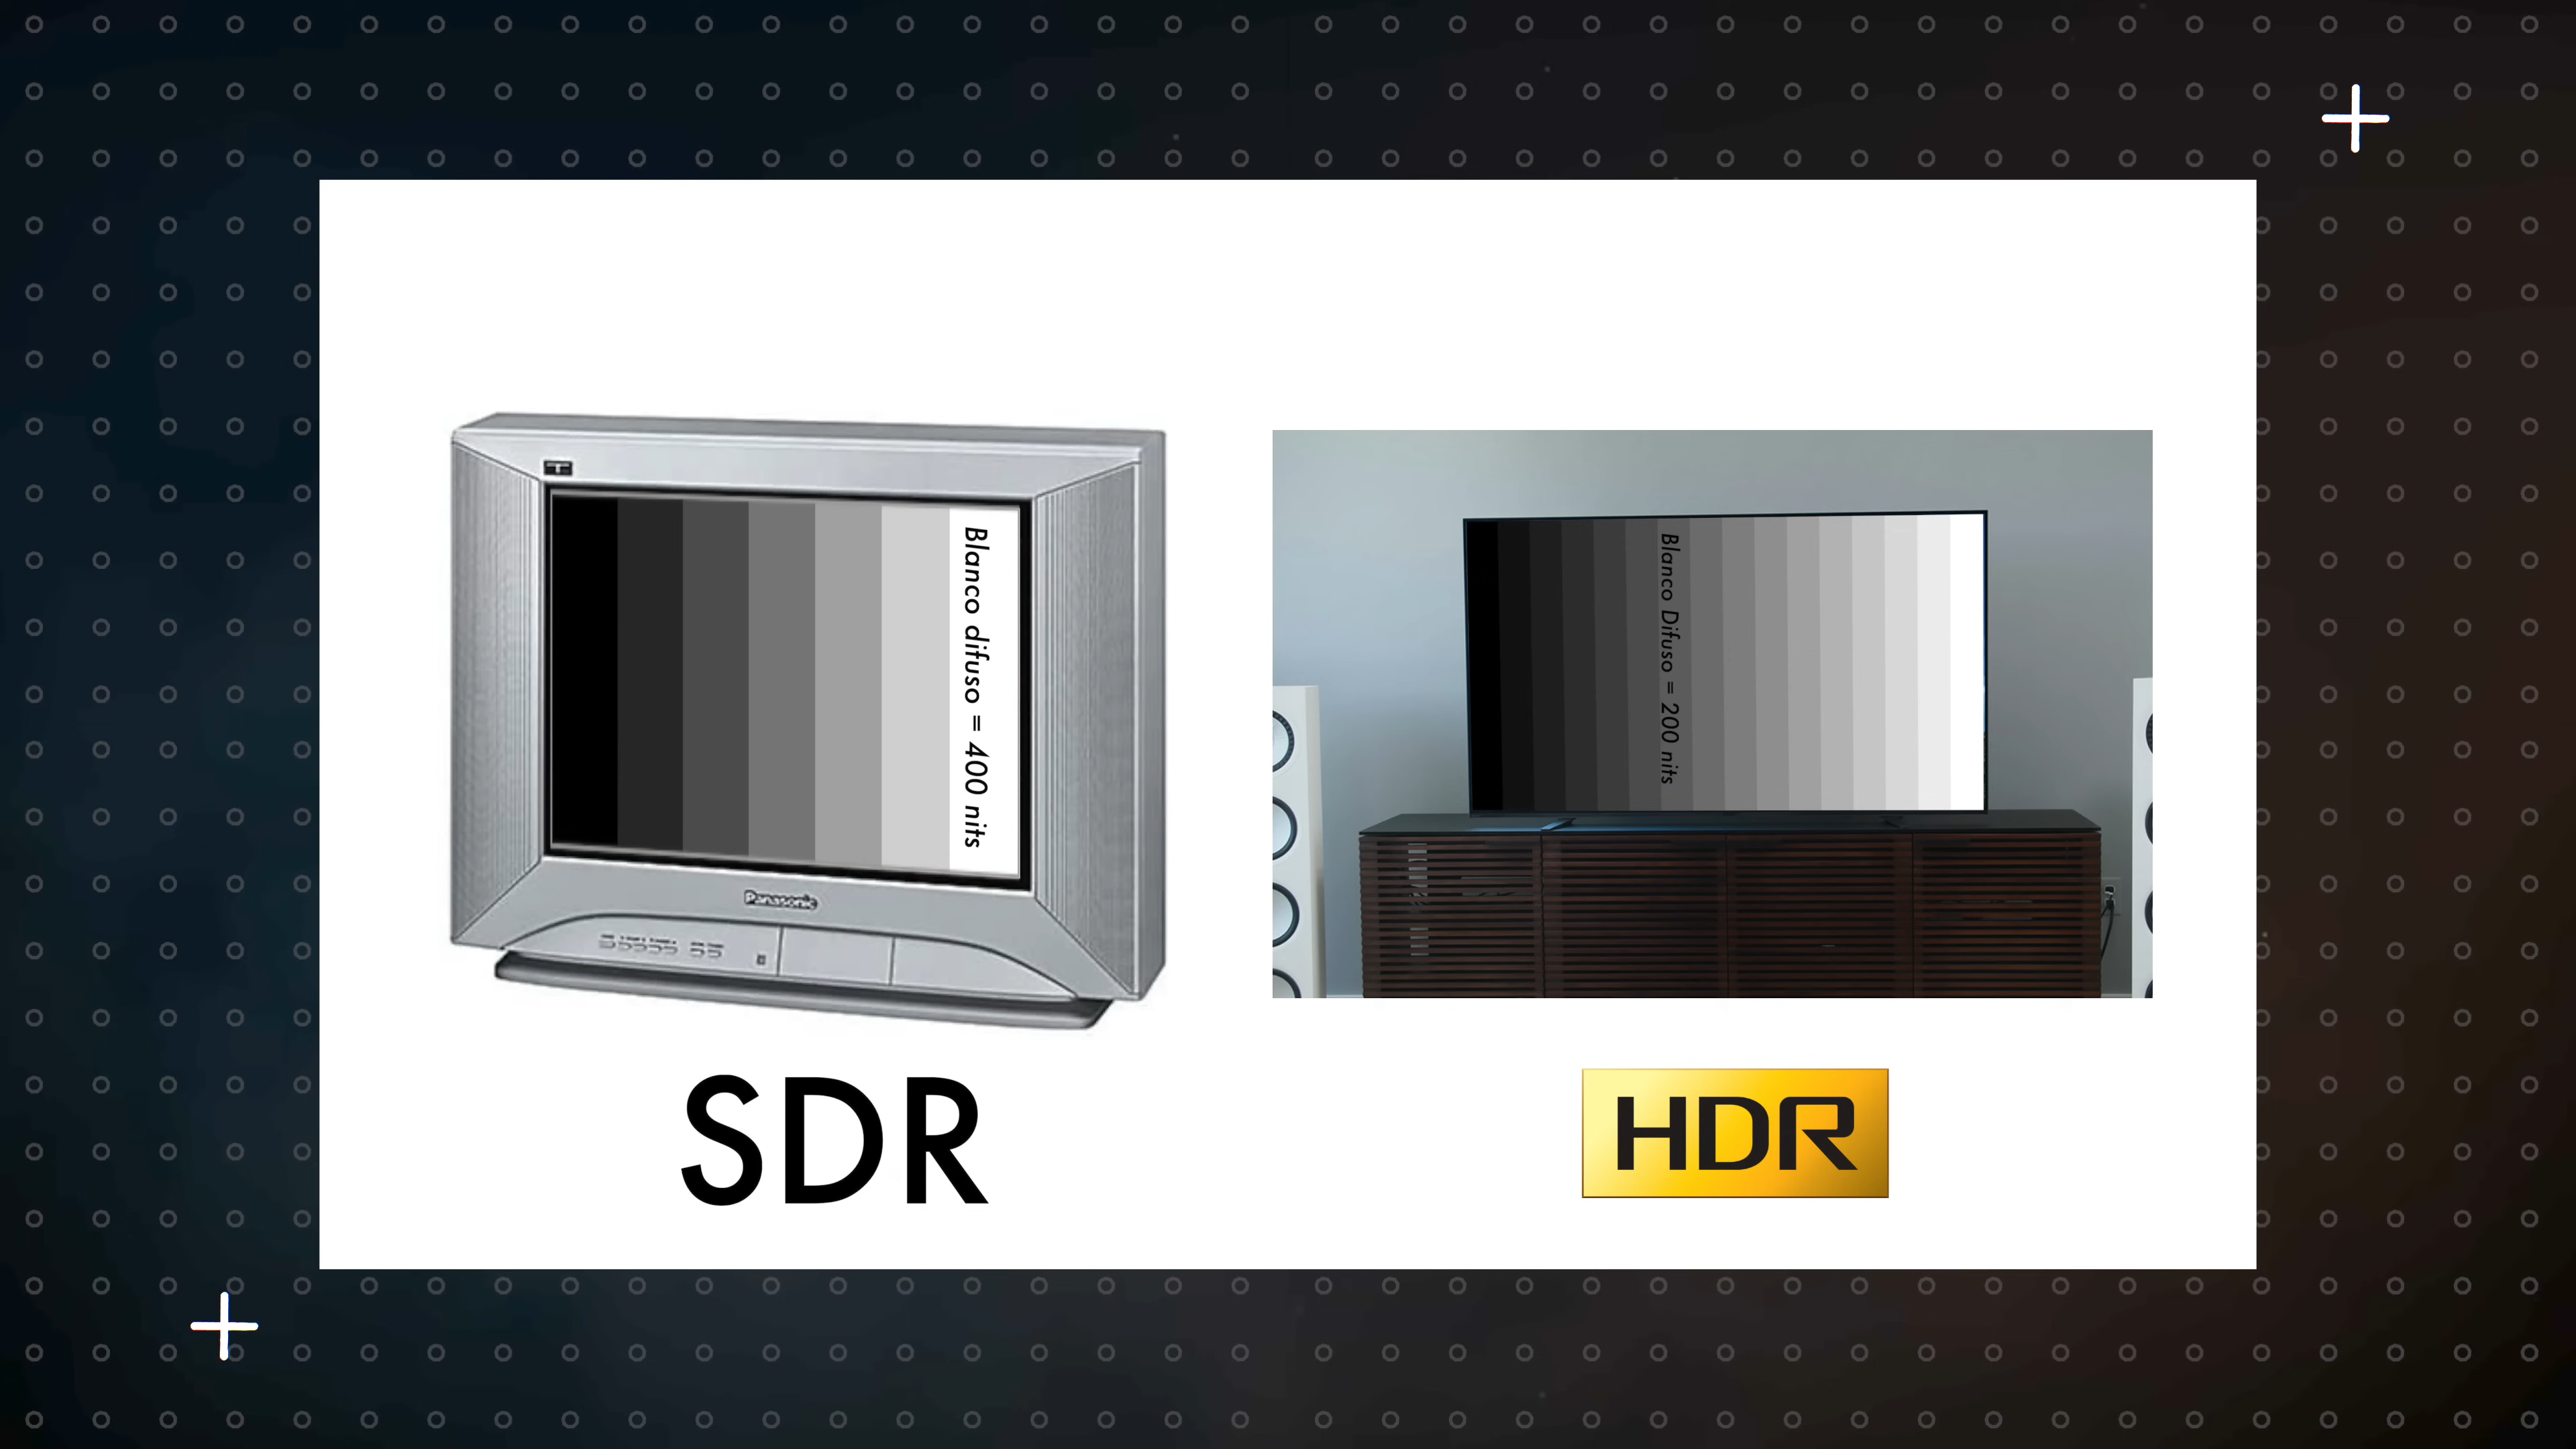 Blanco difuso = 400 nits
Blanco Difuso = 200 nits
Panasonic
SDR
HDR